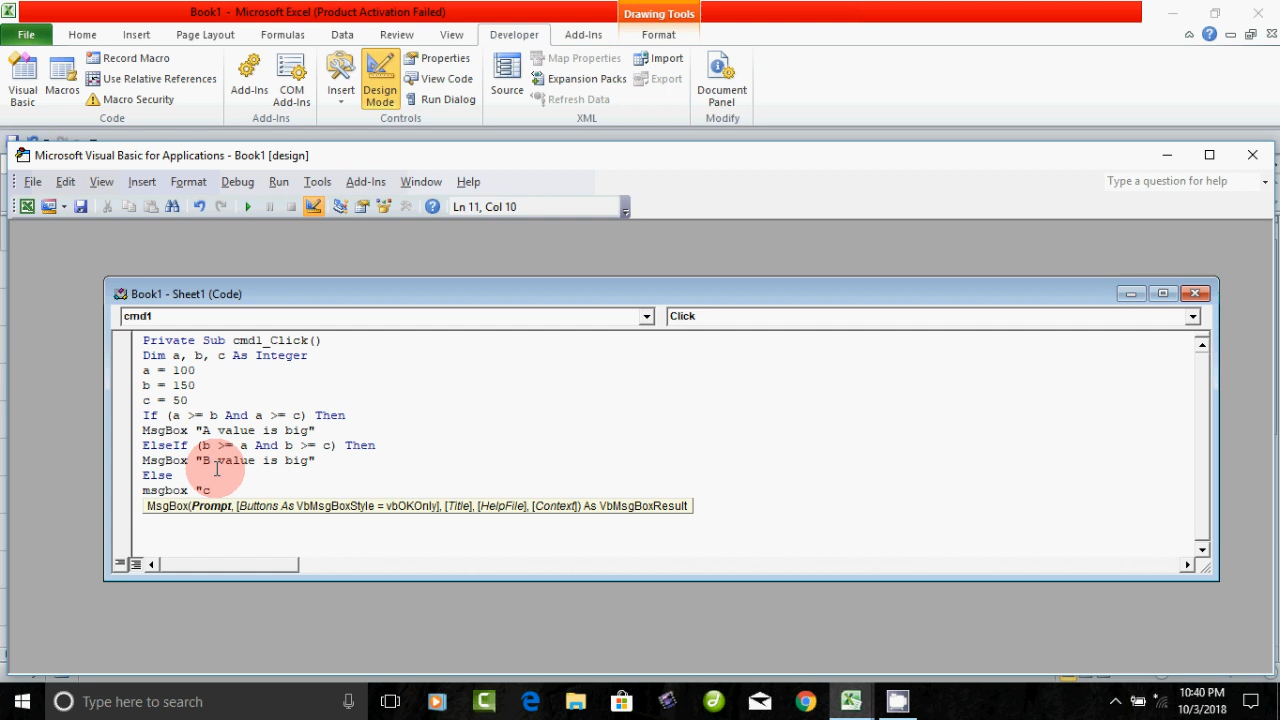 Book1 - Microsoft Excel (Product Activation Failed)
Drawing Tools
File Home Insert Page Layout Formulas Data Review View Developer Add-Ins Format
Visual Basic
Macros
Record Macro
Use Relative References
Macro Security
Code
Add-Ins
COM Add-Ins
Add-Ins
Insert
Design Mode
Properties
View Code
Run Dialog
Controls
Source
Map Properties
Expansion Packs
Refresh Data
Import
Export
XML
Document Panel
Modify
Microsoft Visual Basic for Applications - Book1 [design]
File Edit View Insert Format Debug Run Tools Add-Ins Window Help
Type a question for help
Ln 11, Col 10
Book1 - Sheet1 (Code)
cmd1
Click
Private Sub cmd1_Click()
Dim a, b, c As Integer
a = 100
b = 150
c = 50
If (a >= b And a >= c) Then
MsgBox "A value is big"
ElseIf (b >= a And b >= c) Then
MsgBox "B value is big"
Else
msgbox "c
MsgBox(Prompt, [Buttons As VbMsgBoxStyle = vbOKOnly], [Title], [HelpFile], [Context]) As VbMsgBoxResult
Type here to search
10:40 PM
10/3/2018